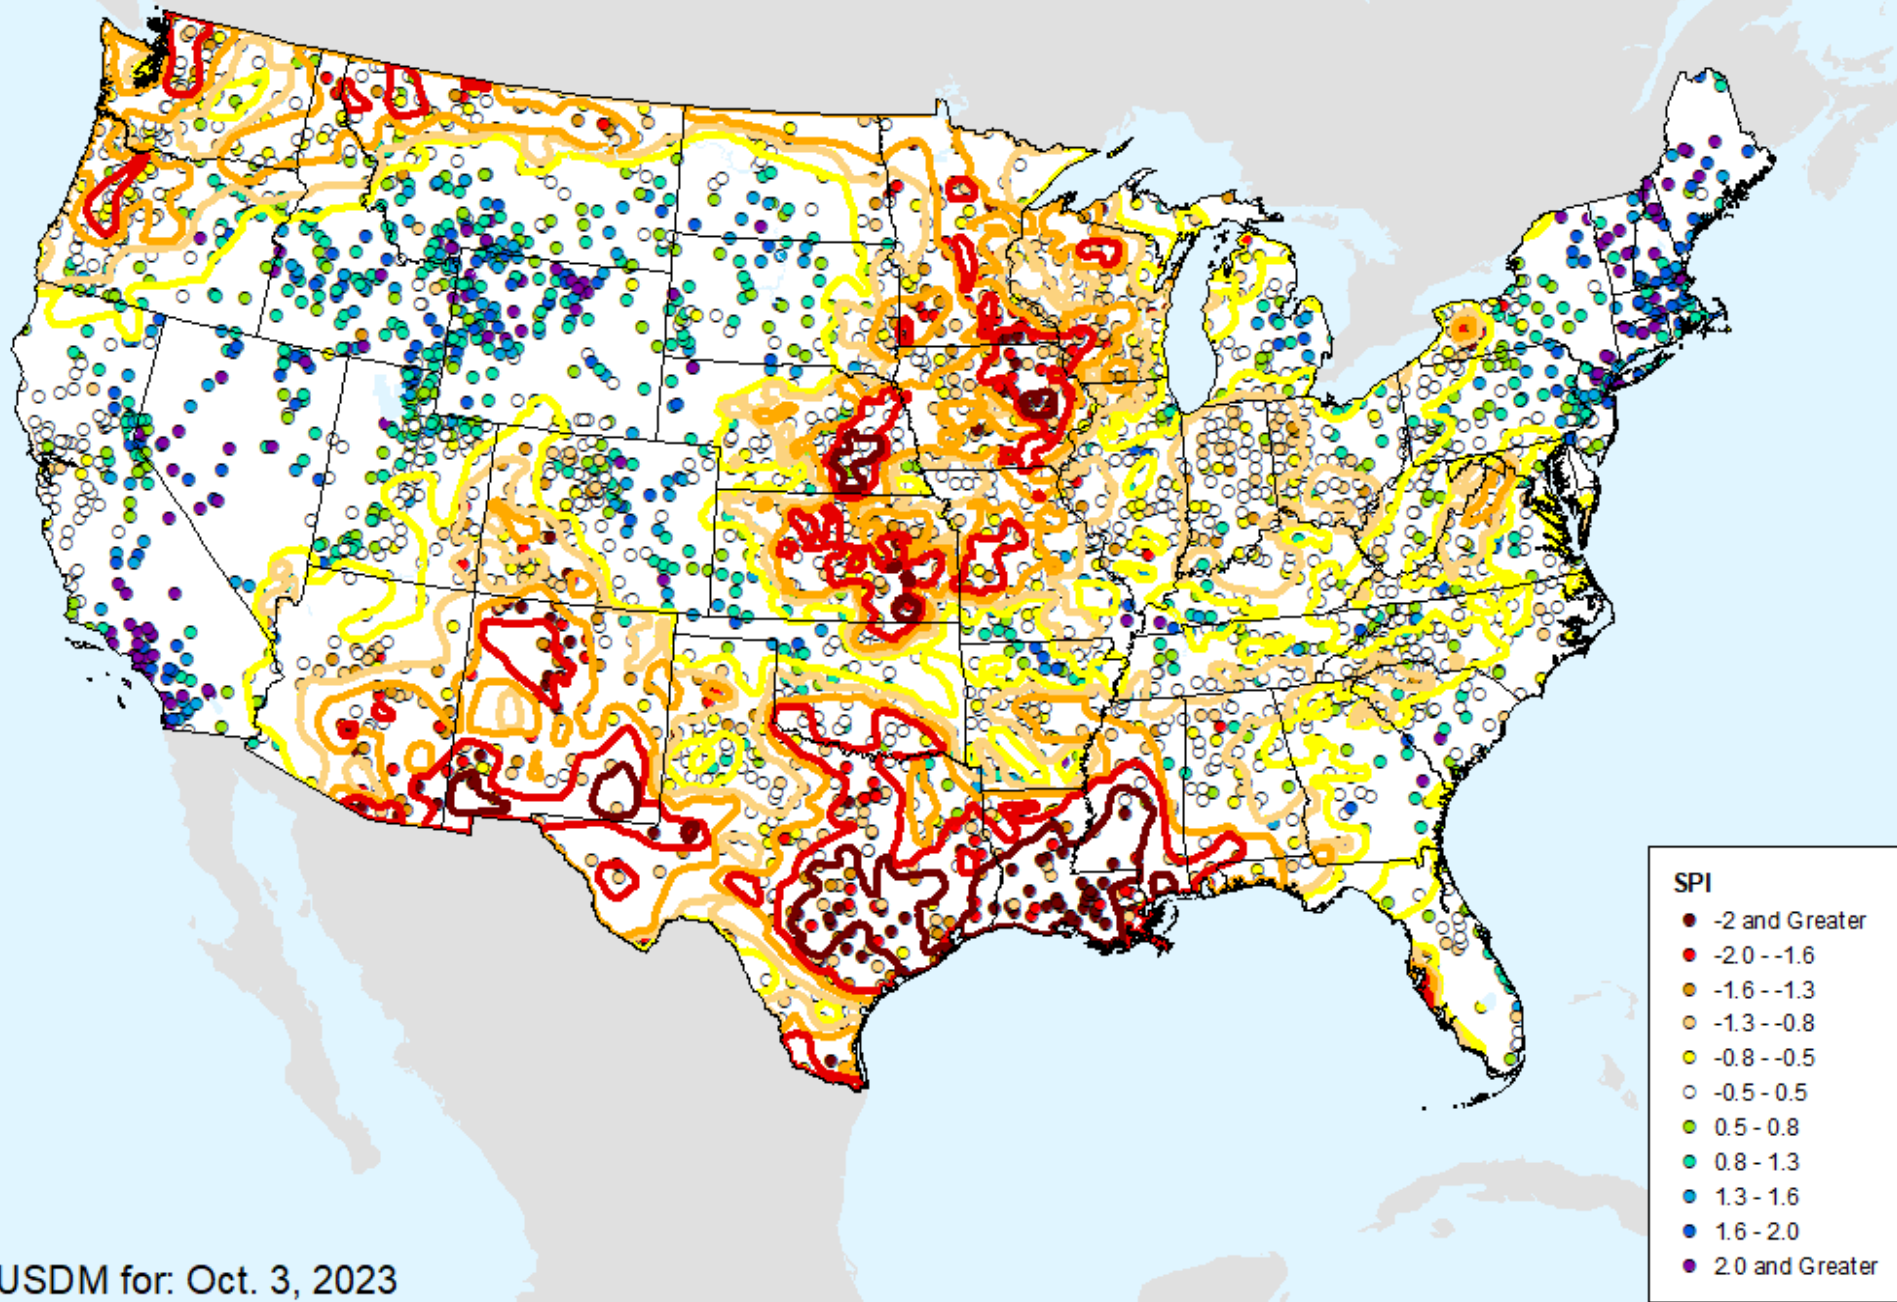 SPI
-2 and Greater
-2.0 - -1.6
-1.6 - -1.3
-1.3 - -0.8
-0.8 - -0.5
-0.5 - 0.5
0.5 - 0.8
0.8 - 1.3
1.3 - 1.6
1.6 - 2.0
2.0 and Greater
USDM for: Oct. 3, 2023